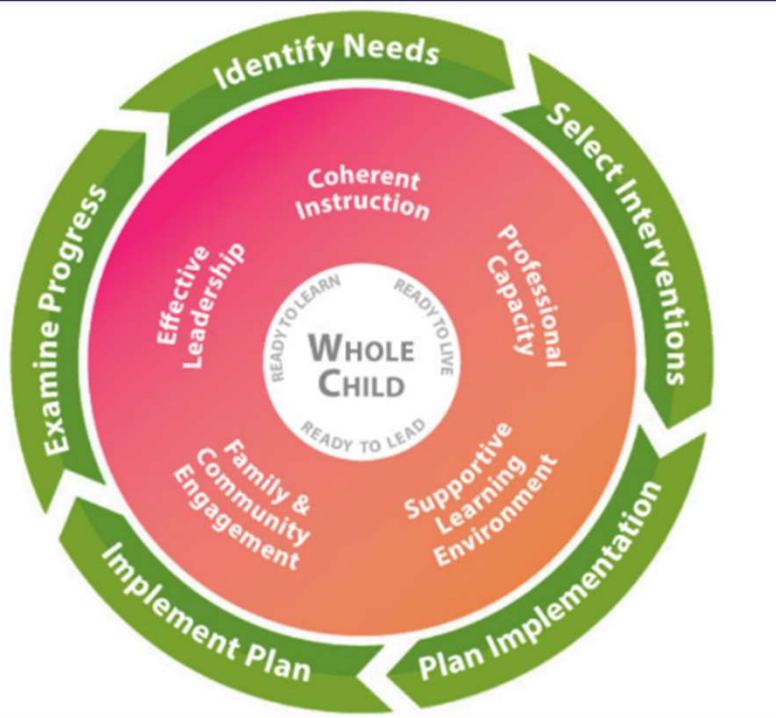 Identify Needs
Select Interventions
Plan Implementation
Implement Plan
Examine Progress
Coherent
Instruction
Professional
Capacity
Supportive
Learning
Environment
Family &
Community
Engagement
Effective
Leadership
READY TO LEARN
READY TO LIVE
READY TO LEAD
WHOLE
CHILD